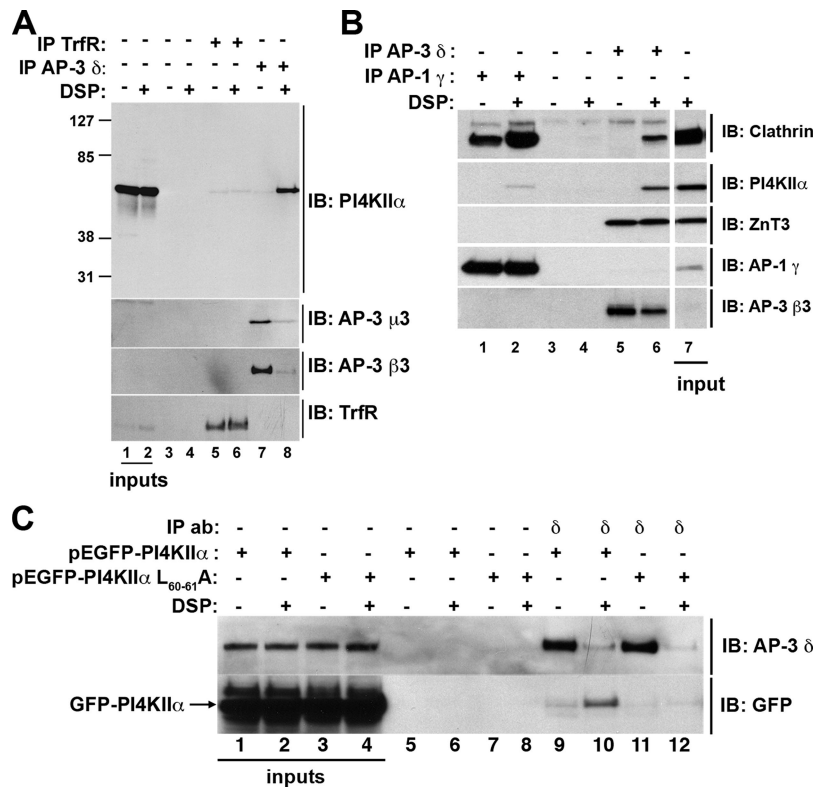 A
IP TrfR - - - - + + - -
IP AP-3 δ: - - - - - - + +
DSP: - + - + - + - +
127
85
38
31
IB: PI4KIIα
IB: AP-3 μ3
IB: AP-3 β3
IB: TrfR
1 2 3 4 5 6 7 8
inputs
B
IP AP-3 δ : - - - - + + -
IP AP-1 γ : + + - - - - -
DSP: - + - + - + +
IB: Clathrin
IB: PI4KIIα
IB: ZnT3
IB: AP-1 γ
IB: AP-3 β3
1 2 3 4 5 6 7
input
C
IP ab: - - - - - - - - δ δ δ δ
pEGFP-PI4KIIα : + + - - + + - - + + - -
pEGFP-PI4KIIα L60-61A: - - + + - - + + - - + +
DSP: - + - + - + - + - + - +
IB: AP-3 δ
GFP-PI4KIIα
IB: GFP
1 2 3 4 5 6 7 8 9 10 11 12
inputs